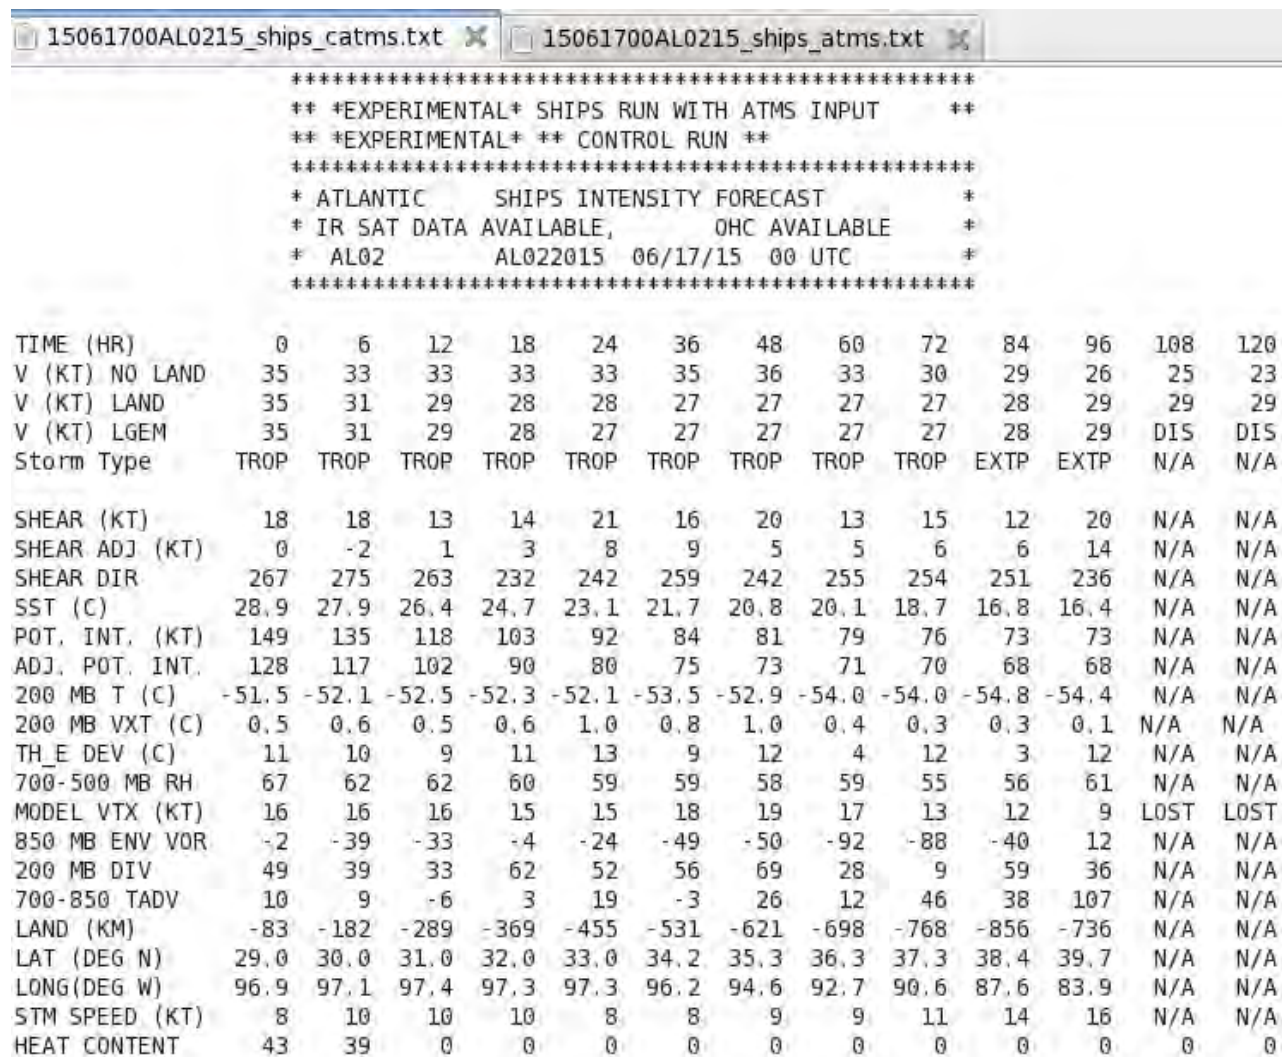 15061700AL0215_ships_catms.txt 15061700AL0215_ships_atms.txt
**************************************************
** *EXPERIMENTAL* SHIPS RUN WITH ATMS INPUT **
** *EXPERIMENTAL* ** CONTROL RUN **
**************************************************
* ATLANTIC SHIPS INTENSITY FORECAST *
* IR SAT DATA AVAILABLE, OHC AVAILABLE *
* AL02 AL022015 06/17/15 00 UTC *
**************************************************
TIME (HR) 0 6 12 18 24 36 48 60 72 84 96 108 120
V (KT) NO LAND 35 33 33 33 33 35 36 33 30 29 26 25 23
V (KT) LAND 35 31 29 28 28 27 27 27 27 28 29 29 29
V (KT) LGEM 35 31 29 28 27 27 27 27 27 28 29 DIS DIS
Storm Type TROP TROP TROP TROP TROP TROP TROP TROP TROP EXTP EXTP N/A N/A
SHEAR (KT) 18 18 13 14 21 16 20 13 15 12 20 N/A N/A
SHEAR ADJ (KT) 0 -2 1 3 8 9 5 5 6 6 14 N/A N/A
SHEAR DIR 267 275 263 232 242 259 242 255 254 251 236 N/A N/A
SST (C) 28.9 27.9 26.4 24.7 23.1 21.7 20.8 20.1 18.7 16.8 16.4 N/A N/A
POT. INT. (KT) 149 135 118 103 92 84 81 79 76 73 73 N/A N/A
ADJ. POT. INT. 128 117 102 90 80 75 73 71 70 68 68 N/A N/A
200 MB T (C) -51.5 -52.1 -52.5 -52.3 -52.1 -53.5 -52.9 -54.0 -54.0 -54.8 -54.4 N/A N/A
200 MB VXT (C) 0.5 0.6 0.5 0.6 1.0 0.8 1.0 0.4 0.3 0.3 0.1 N/A N/A
TH_E DEV (C) 11 10 9 11 13 9 12 4 12 3 12 N/A N/A
700-500 MB RH 67 62 62 60 59 59 58 59 55 56 61 N/A N/A
MODEL VTX (KT) 16 16 16 15 15 18 19 17 13 12 9 LOST LOST
850 MB ENV VOR -2 -39 -33 -4 -24 -49 -50 -92 -88 -40 12 N/A N/A
200 MB DIV 49 39 33 62 52 56 69 28 9 59 36 N/A N/A
700-850 TADV 10 9 -6 3 19 -3 26 12 46 38 107 N/A N/A
LAND (KM) -83 -182 -289 -369 -455 -531 -621 -698 -768 -856 -736 N/A N/A
LAT (DEG N) 29.0 30.0 31.0 32.0 33.0 34.2 35.3 36.3 37.3 38.4 39.7 N/A N/A
LONG(DEG W) 96.9 97.1 97.4 97.3 97.3 96.2 94.6 92.7 90.6 87.6 83.9 N/A N/A
STM SPEED (KT) 8 10 10 10 8 8 9 9 11 14 16 N/A N/A
HEAT CONTENT 43 39 0 0 0 0 0 0 0 0 0 0 0